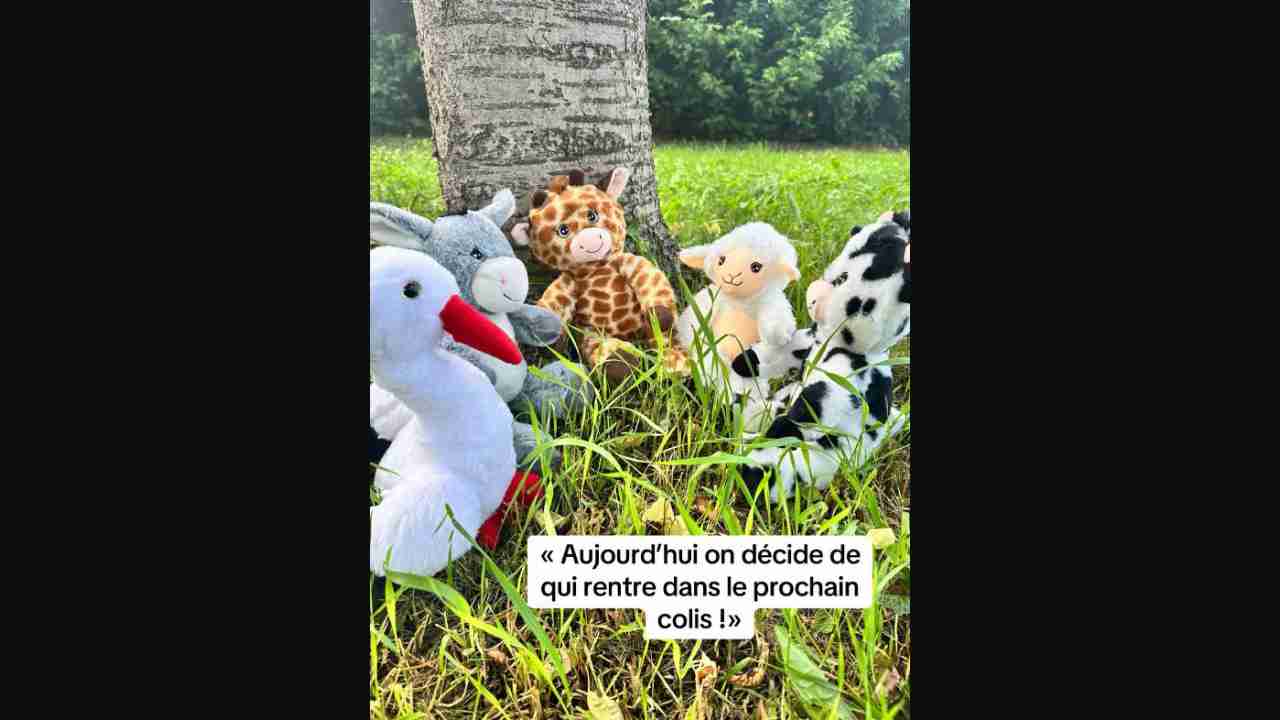 « Aujourd’hui on décide de
qui rentre dans le prochain
colis !»